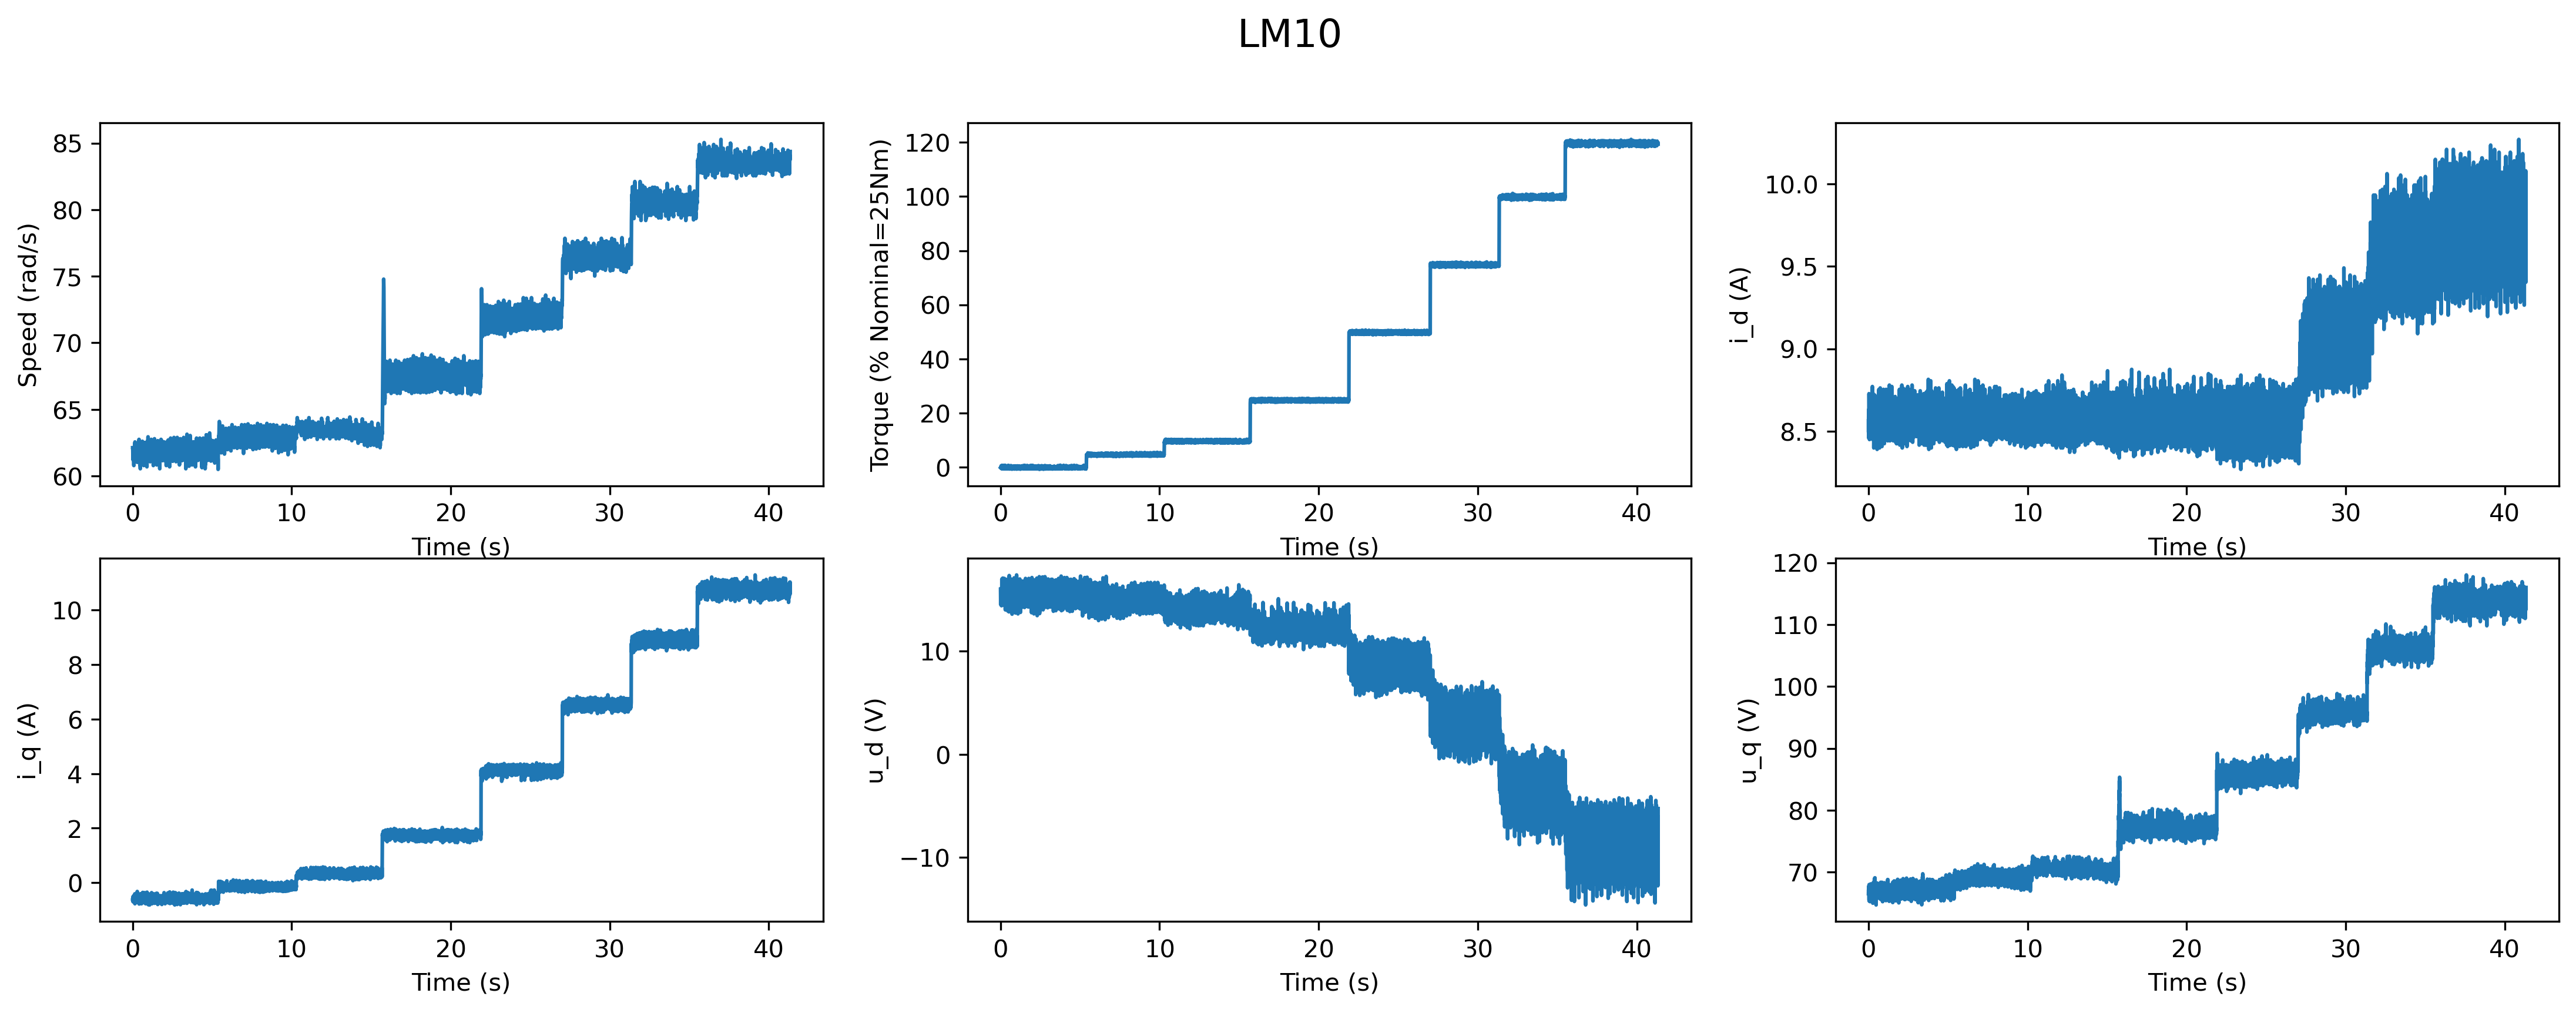 LM10
Speed (rad/s)
85
80
75
70
65
60
0 10 20 30 40
Time (s)
Torque (% Nominal=25Nm)
120
100
80
60
40
20
0
0 10 20 30 40
Time (s)
i_d (A)
10.0
9.5
9.0
8.5
0 10 20 30 40
Time (s)
i_q (A)
10
8
6
4
2
0
0 10 20 30 40
Time (s)
u_d (V)
10
0
−10
0 10 20 30 40
Time (s)
u_q (V)
120
110
100
90
80
70
0 10 20 30 40
Time (s)